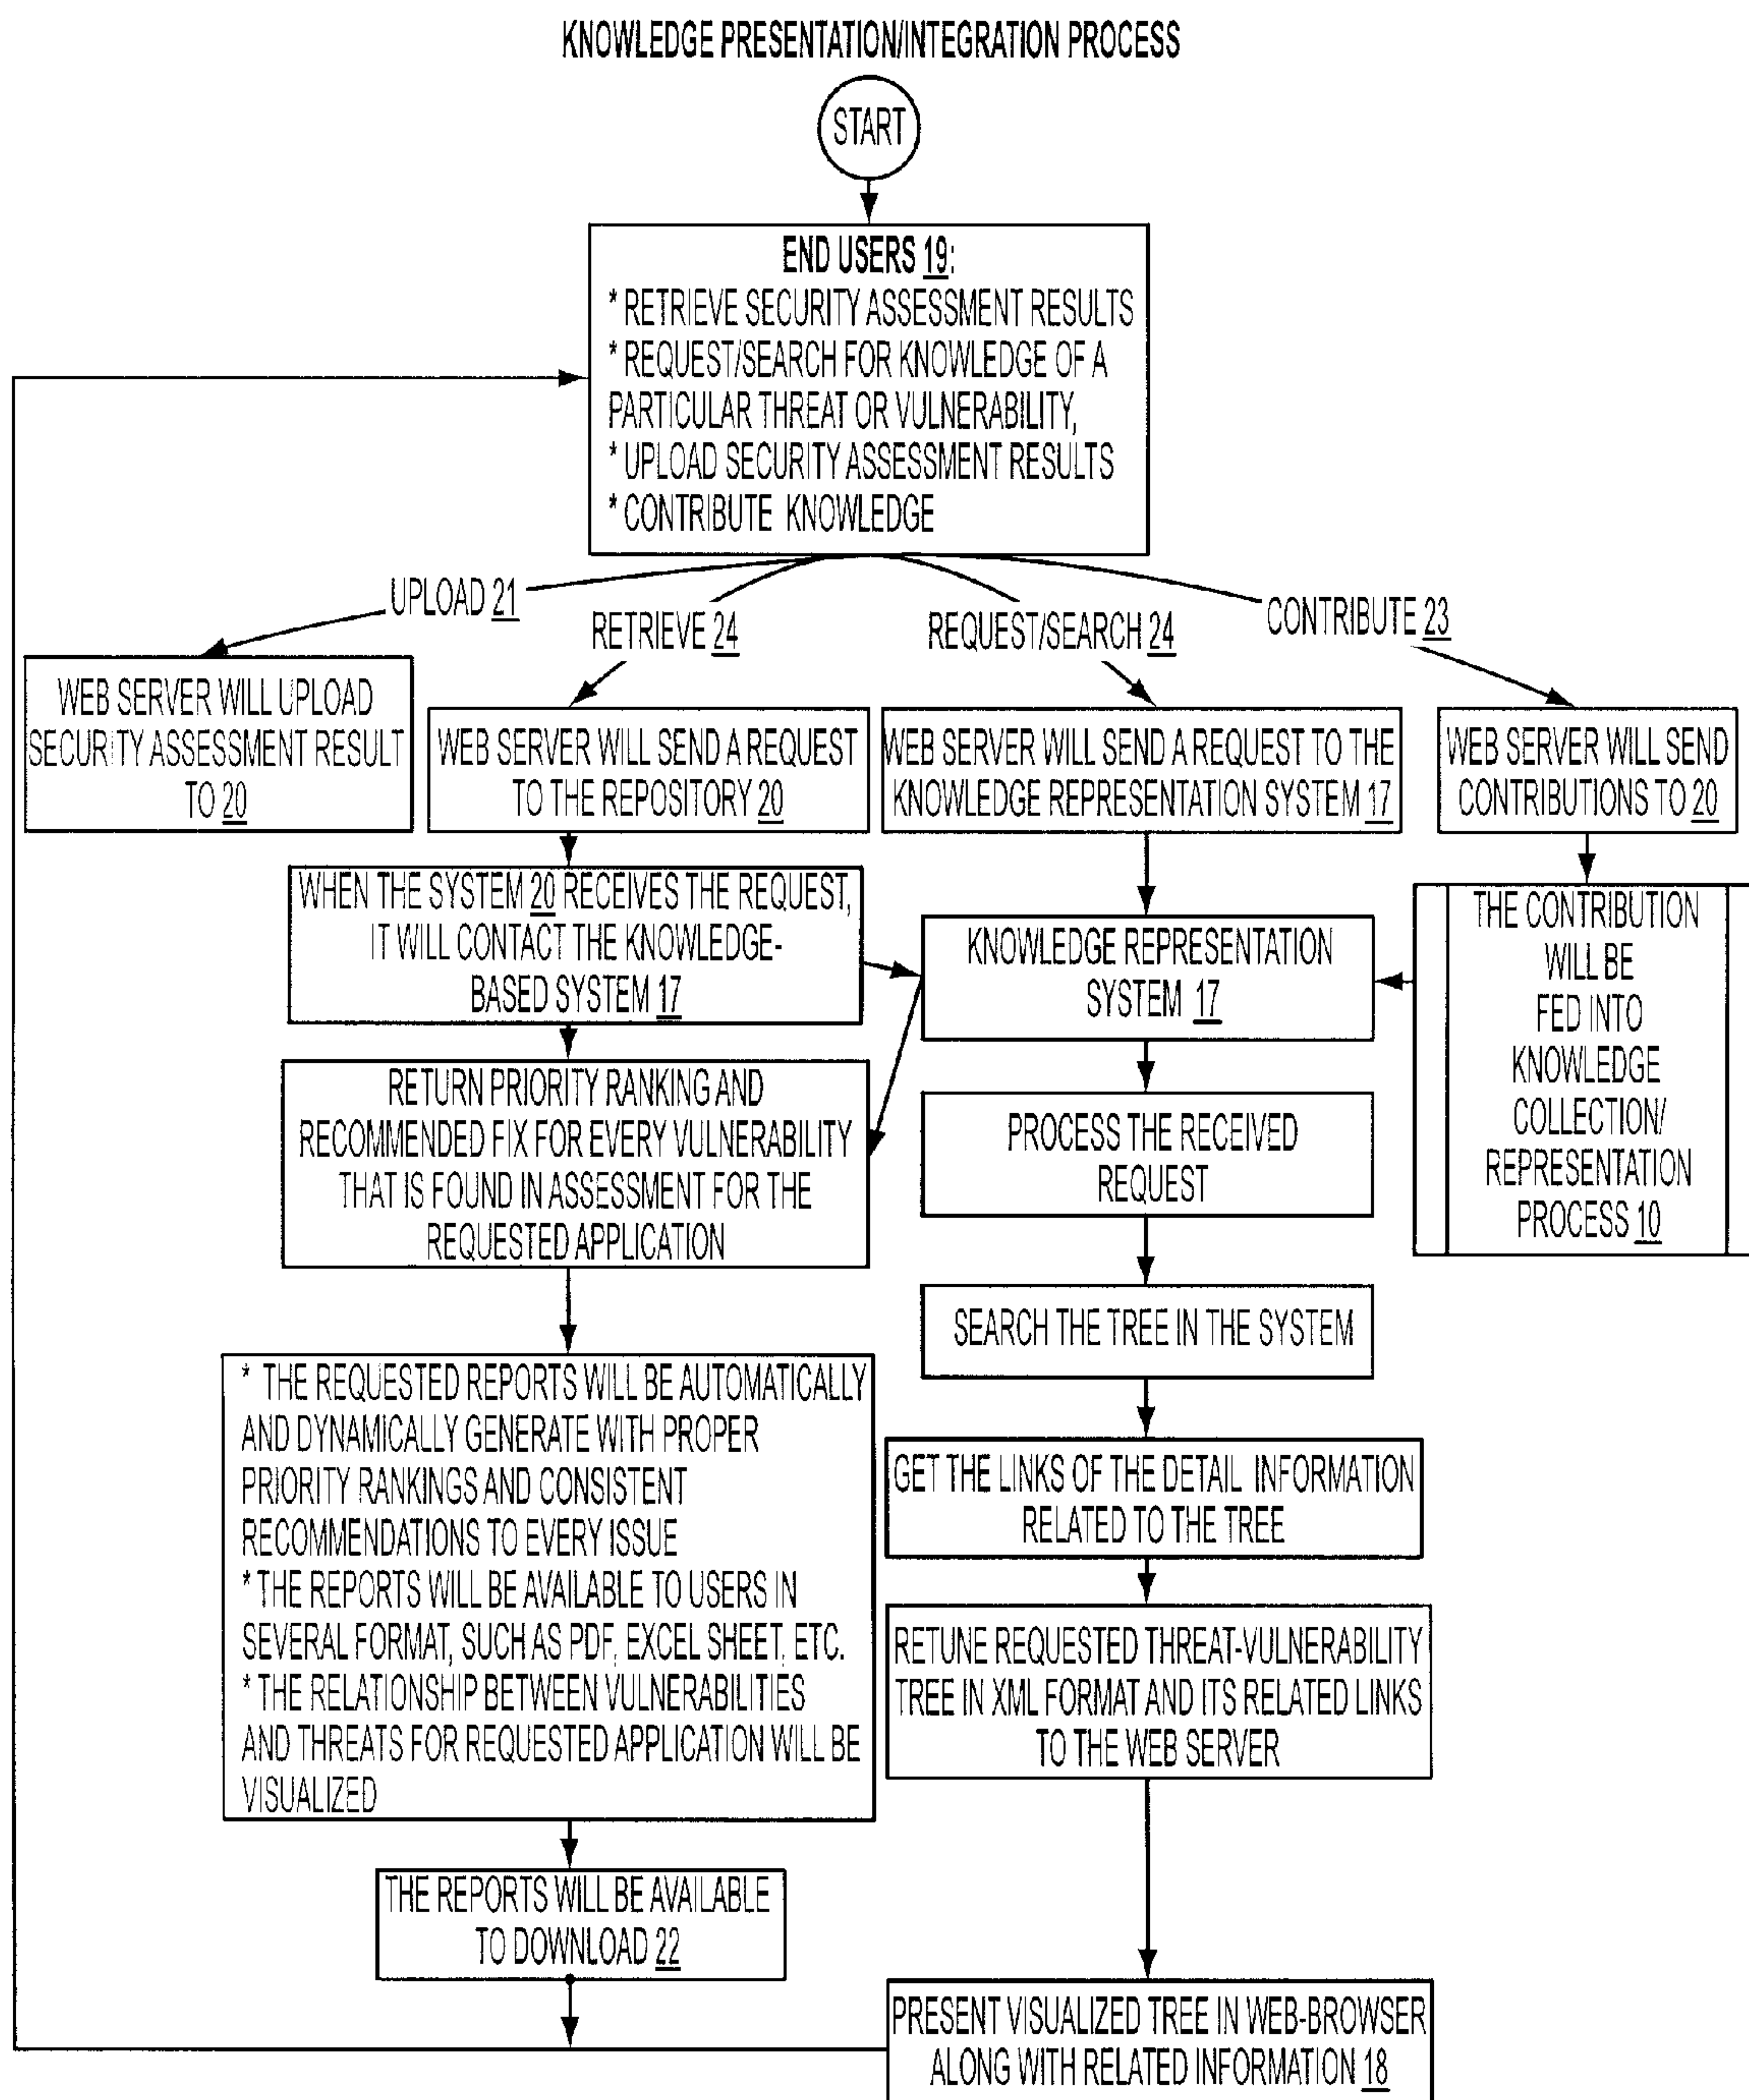 KNOWLEDGE PRESENTATION/INTEGRATION PROCESS
START
END USERS 19:
* RETRIEVE SECURITY ASSESSMENT RESULTS
* REQUEST/SEARCH FOR KNOWLEDGE OF A
PARTICULAR THREAT OR VULNERABILITY,
* UPLOAD SECURITY ASSESSMENT RESULTS
* CONTRIBUTE KNOWLEDGE
UPLOAD 21
RETRIEVE 24
REQUEST/SEARCH 24
CONTRIBUTE 23
WEB SERVER WILL UPLOAD
SECURITY ASSESSMENT RESULT
TO 20
WEB SERVER WILL SEND A REQUEST
TO THE REPOSITORY 20
WEB SERVER WILL SEND A REQUEST TO THE
KNOWLEDGE REPRESENTATION SYSTEM 17
WEB SERVER WILL SEND
CONTRIBUTIONS TO 20
WHEN THE SYSTEM 20 RECEIVES THE REQUEST,
IT WILL CONTACT THE KNOWLEDGE-
BASED SYSTEM 17
KNOWLEDGE REPRESENTATION
SYSTEM 17
THE CONTRIBUTION
WILL BE
FED INTO
KNOWLEDGE
COLLECTION/
REPRESENTATION
PROCESS 10
RETURN PRIORITY RANKING AND
RECOMMENDED FIX FOR EVERY VULNERABILITY
THAT IS FOUND IN ASSESSMENT FOR THE
REQUESTED APPLICATION
PROCESS THE RECEIVED
REQUEST
SEARCH THE TREE IN THE SYSTEM
* THE REQUESTED REPORTS WILL BE AUTOMATICALLY
AND DYNAMICALLY GENERATE WITH PROPER
PRIORITY RANKINGS AND CONSISTENT
RECOMMENDATIONS TO EVERY ISSUE
* THE REPORTS WILL BE AVAILABLE TO USERS IN
SEVERAL FORMAT, SUCH AS PDF, EXCEL SHEET, ETC.
* THE RELATIONSHIP BETWEEN VULNERABILITIES
AND THREATS FOR REQUESTED APPLICATION WILL BE
VISUALIZED
GET THE LINKS OF THE DETAIL INFORMATION
RELATED TO THE TREE
RETUNE REQUESTED THREAT-VULNERABILITY
TREE IN XML FORMAT AND ITS RELATED LINKS
TO THE WEB SERVER
THE REPORTS WILL BE AVAILABLE
TO DOWNLOAD 22
PRESENT VISUALIZED TREE IN WEB-BROWSER
ALONG WITH RELATED INFORMATION 18